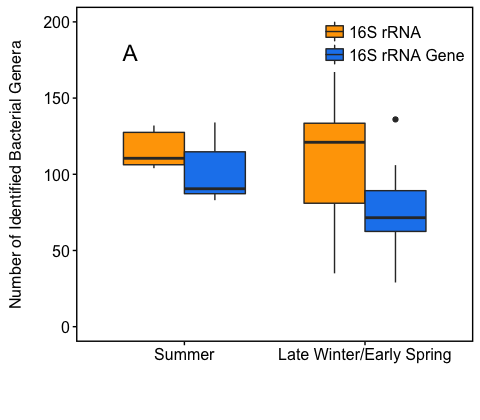 200
16S rRNA
A
16S rRNA Gene
150
100
50
0
Number of Identified Bacterial Genera
Summer
Late Winter/Early Spring